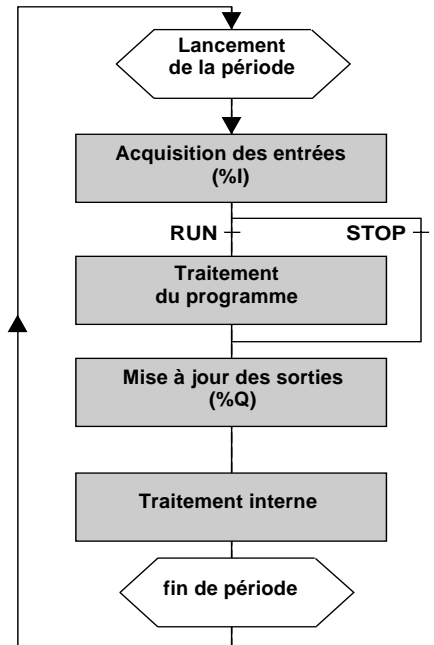 Lancement
de la période
Acquisition des entrées
(%I)
RUN
STOP
Traitement
du programme
Mise à jour des sorties
(%Q)
Traitement interne
fin de période